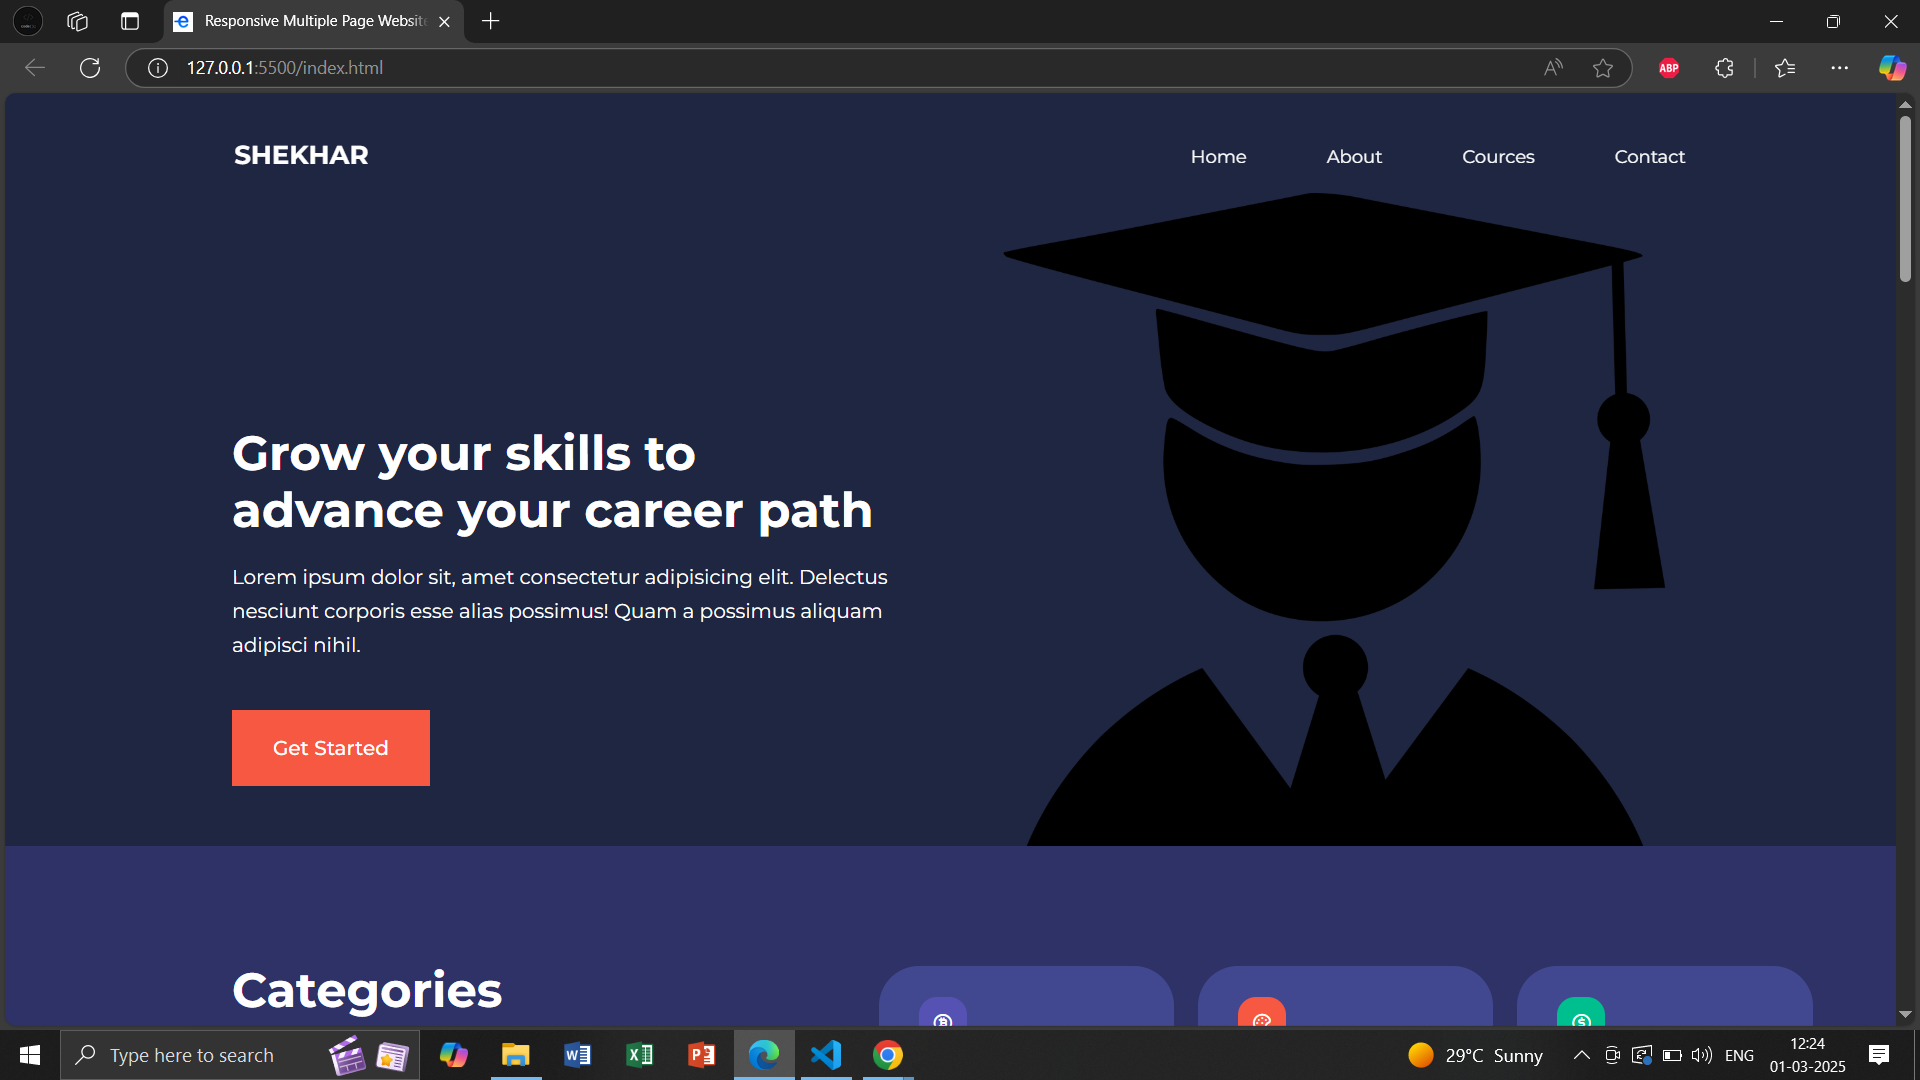 Responsive Multiple Page Website
127.0.0.1:5500/index.html
ABP
SHEKHAR
Home
About
Cources
Contact
Grow your skills to
advance your career path
Lorem ipsum dolor sit, amet consectetur adipisicing elit. Delectus
nesciunt corporis esse alias possimus! Quam a possimus aliquam
adipisci nihil.
Get Started
Categories
Type here to search
29°C Sunny
ENG
12:24
01-03-2025